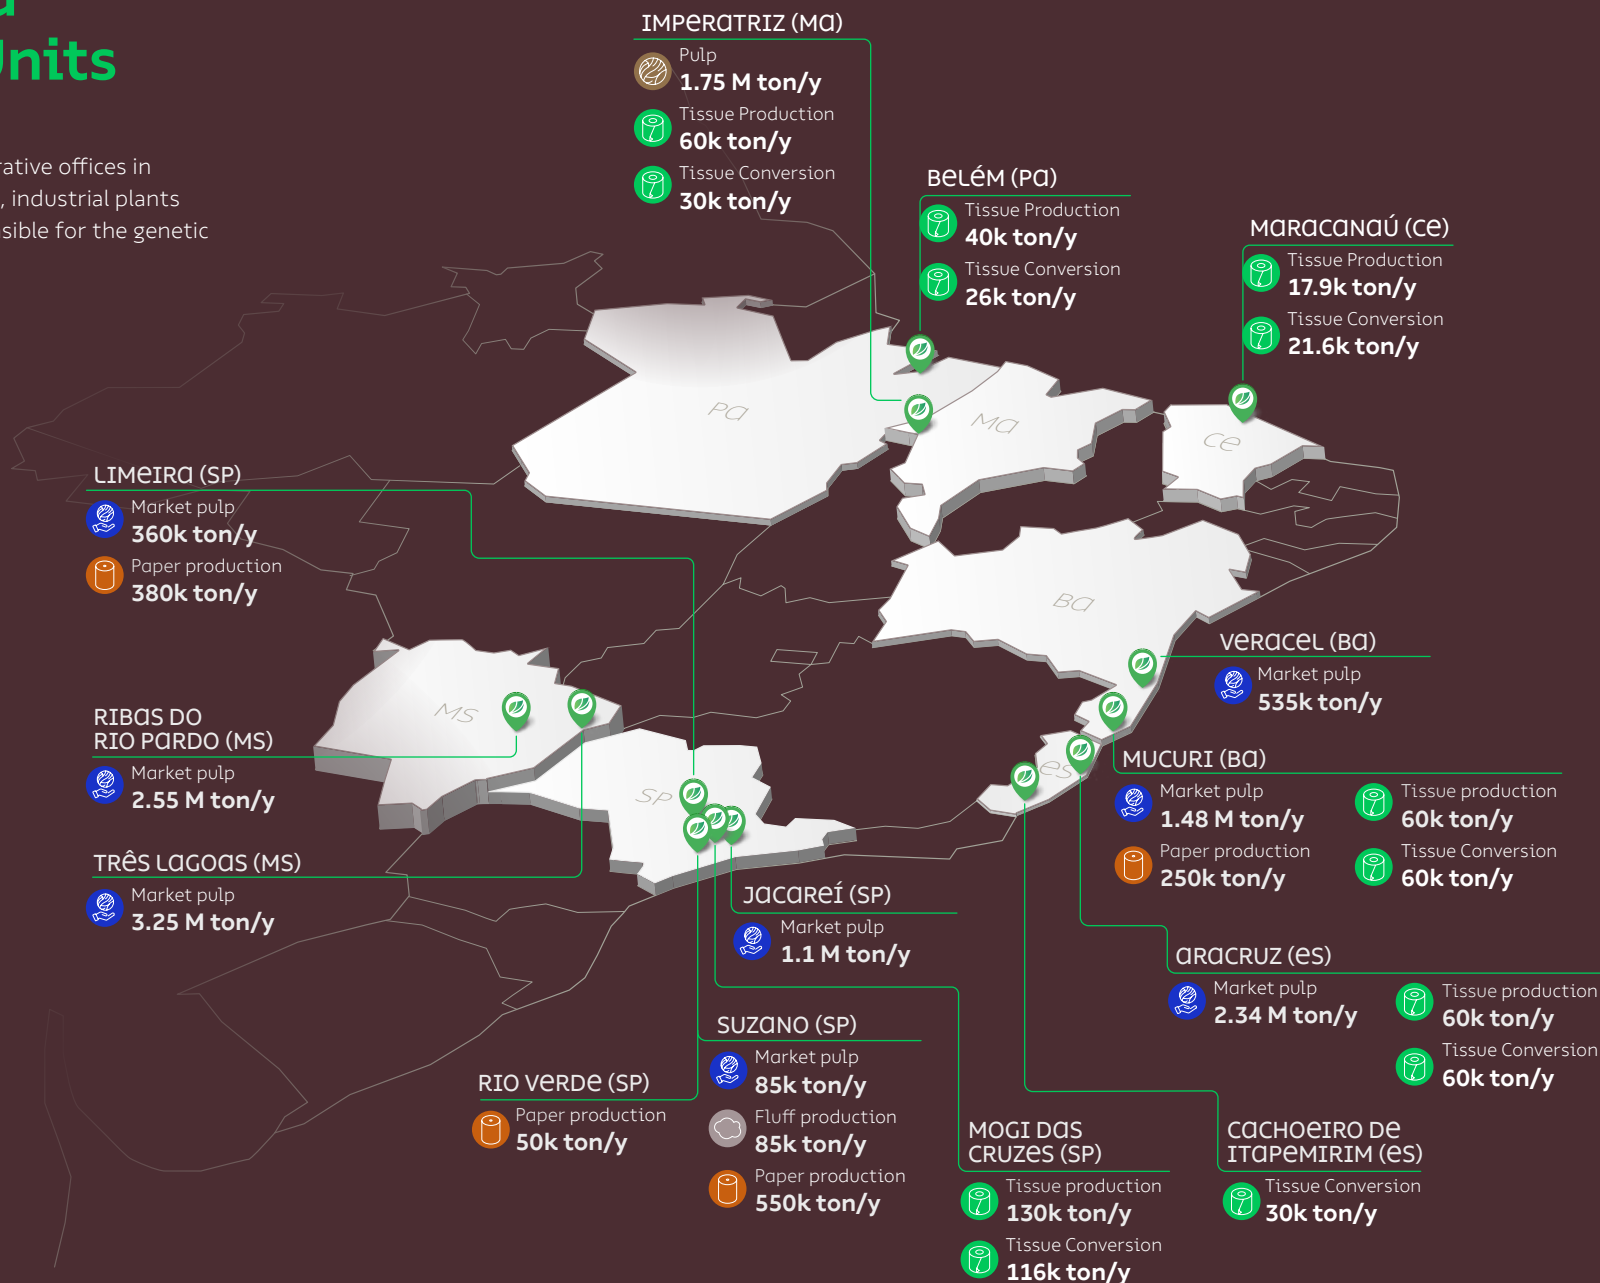 Units
rative offices in
, industrial plants
sible for the genetic
IMPERATRIZ (MA)
Pulp
1.75 M ton/y
Tissue Production
60k ton/y
Tissue Conversion
30k ton/y
BELÉM (PA)
Tissue Production
40k ton/y
Tissue Conversion
26k ton/y
MARACANAÚ (CE)
Tissue Production
17.9k ton/y
Tissue Conversion
21.6k ton/y
PA
MA
CE
LIMEIRA (SP)
Market pulp
360k ton/y
Paper production
380k ton/y
BA
VERACEL (BA)
Market pulp
535k ton/y
RIBAS DO
RIO PARDO (MS)
Market pulp
2.55 M ton/y
MS
SP
ES
MUCURI (BA)
Market pulp
1.48 M ton/y
Paper production
250k ton/y
Tissue production
60k ton/y
Tissue Conversion
60k ton/y
TRÊS LAGOAS (MS)
Market pulp
3.25 M ton/y
JACAREÍ (SP)
Market pulp
1.1 M ton/y
ARACRUZ (ES)
Market pulp
2.34 M ton/y
Tissue production
60k ton/y
Tissue Conversion
60k ton/y
SUZANO (SP)
Market pulp
85k ton/y
Fluff production
85k ton/y
Paper production
550k ton/y
RIO VERDE (SP)
Paper production
50k ton/y
MOGI DAS
CRUZES (SP)
Tissue production
130k ton/y
Tissue Conversion
116k ton/y
CACHOEIRO DE
ITAPEMIRIM (ES)
Tissue Conversion
30k ton/y